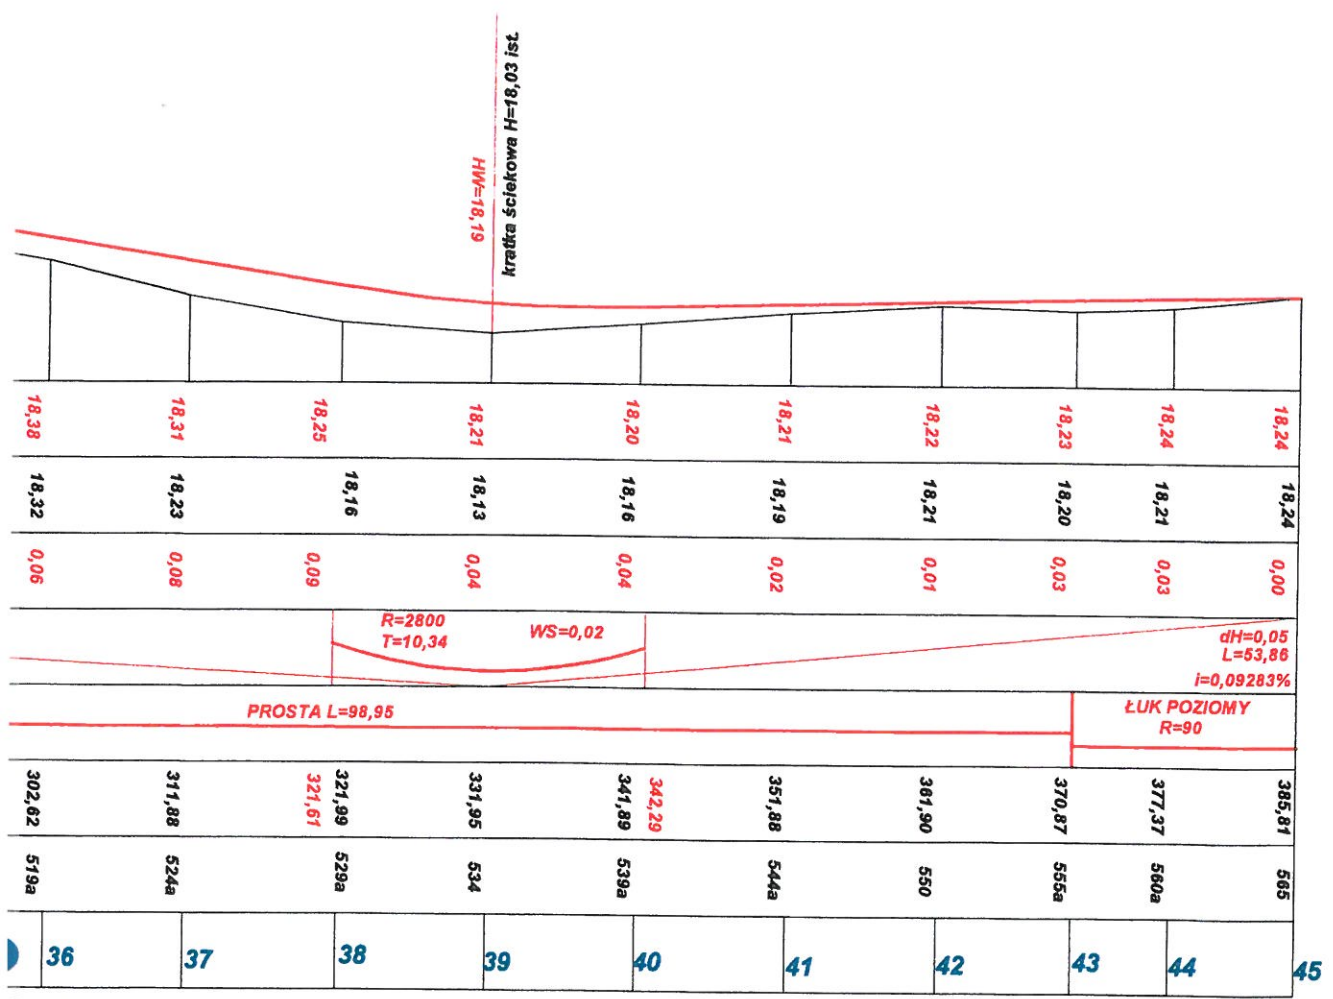 kratka ściekowa H=18,03 ist.
HW=18,19
18,38 18,31 18,25 18,21 18,20 18,21 18,22 18,23 18,24 18,24
18,32 18,23 18,16 18,13 18,16 18,19 18,21 18,20 18,21 18,24
0,06 0,08 0,09 0,04 0,04 0,02 0,01 0,03 0,03 0,00
R=2800
T=10,34
WS=0,02
dH=0,05
L=53,86
i=0,09283%
PROSTA L=98,95
ŁUK POZIOMY
R=90
302,62 311,88 321,61 321,99 331,95 341,89 342,29 351,88 361,90 370,87 377,37 385,81
519a 524a 529a 534 539a 544a 550 555a 560a 565
36 37 38 39 40 41 42 43 44 45